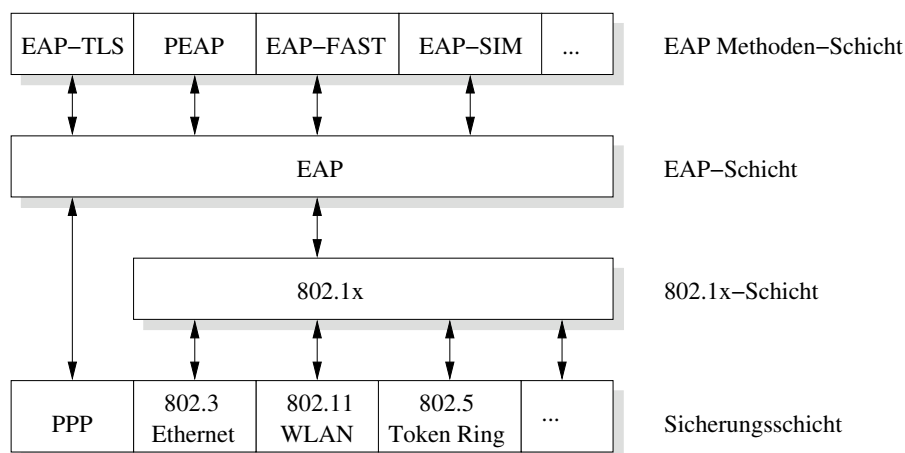 EAP−TLS PEAP EAP−FAST EAP−SIM ... EAP Methoden−Schicht
EAP EAP−Schicht
802.1x 802.1x−Schicht
PPP 802.3 Ethernet 802.11 WLAN 802.5 Token Ring ... Sicherungsschicht